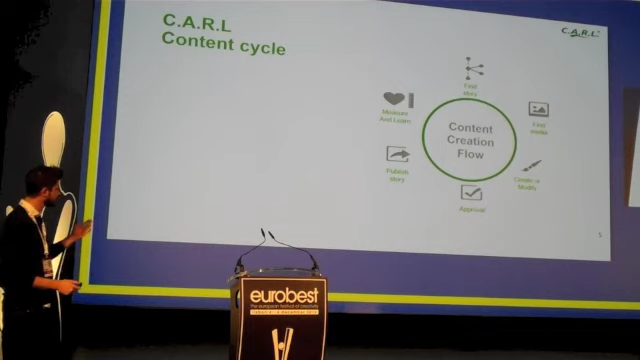 C.A.R.L
Content cycle
C.A.R.L
Find
story
Find
media
Create or
Modify
Approval
Publish
story
Measure
And Learn
Content
Creation
Flow
5
eurobest
The european festival of creativity